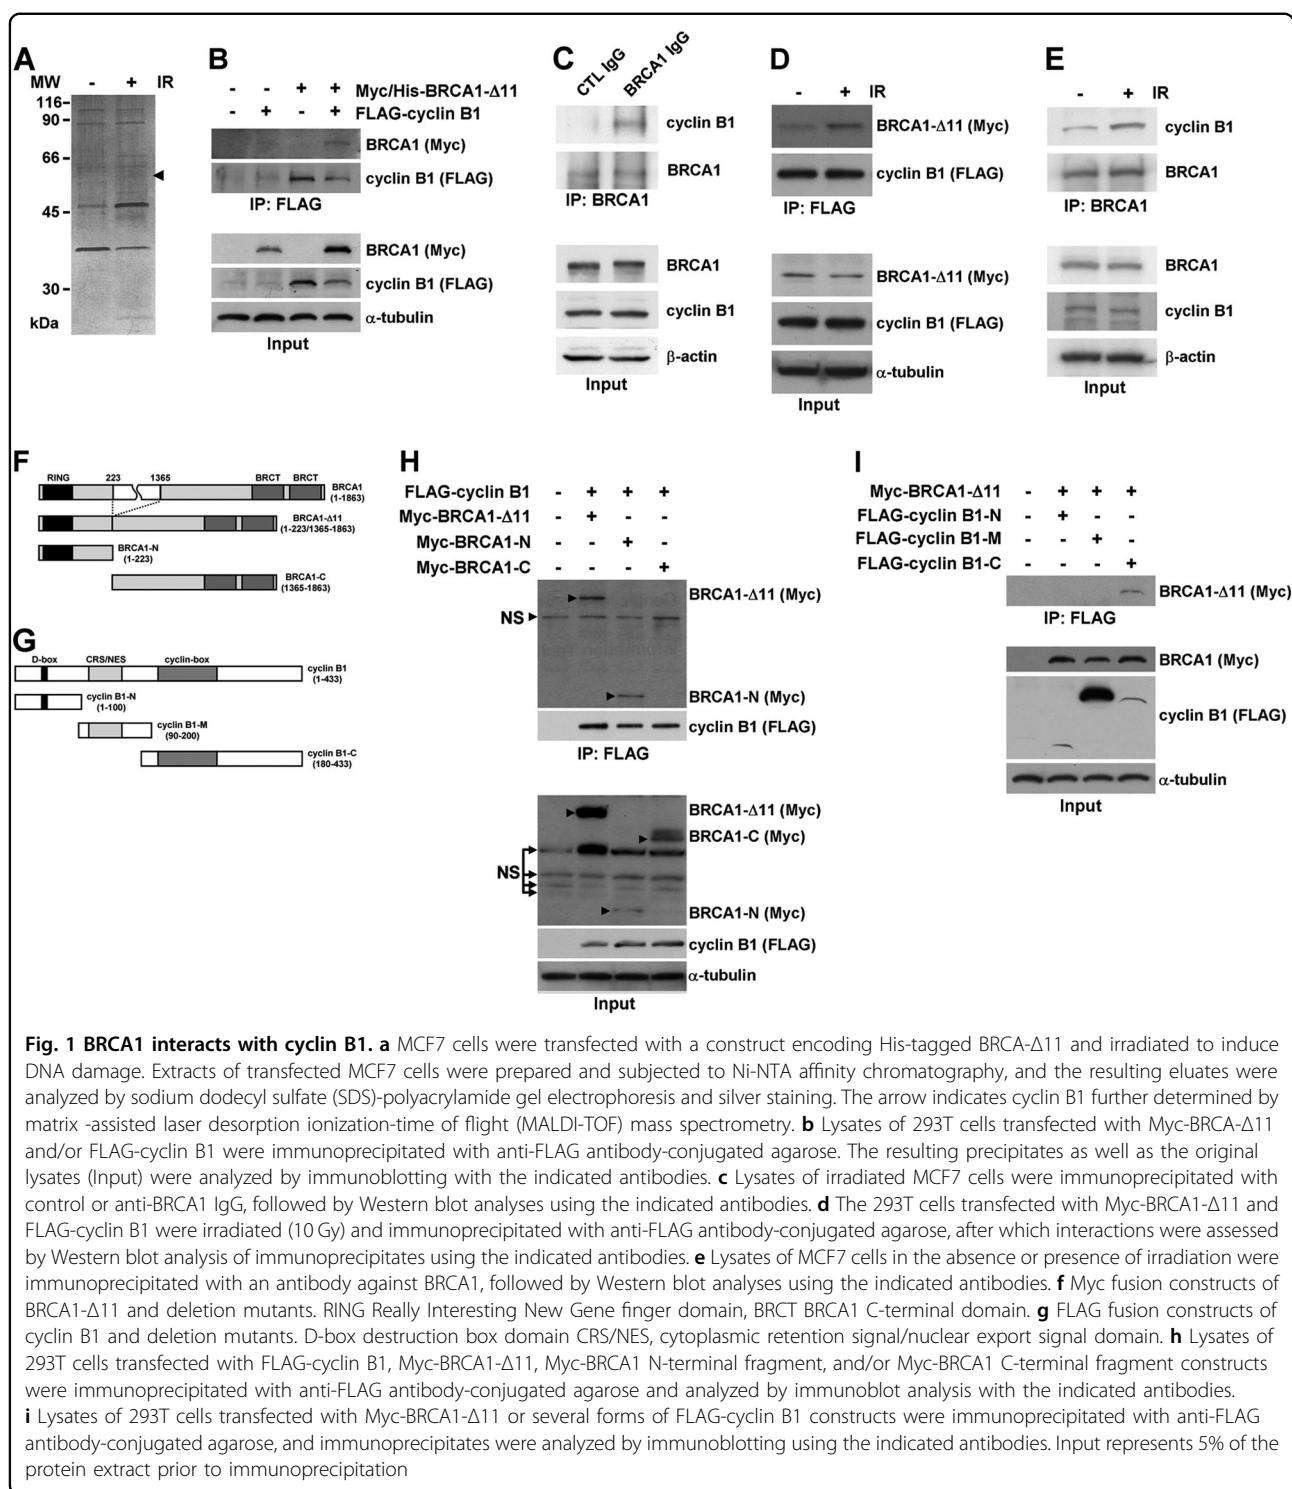 A
MW - + IR
116
90
66
45
30
kDa
B
- - + + Myc/His-BRCA1-Δ11
- + - + FLAG-cyclin B1
BRCA1 (Myc)
cyclin B1 (FLAG)
IP: FLAG
BRCA1 (Myc)
cyclin B1 (FLAG)
α-tubulin
Input
C
CTL IgG
BRCA1 IgG
cyclin B1
BRCA1
IP: BRCA1
BRCA1
cyclin B1
β-actin
Input
D
- + IR
BRCA1-Δ11 (Myc)
cyclin B1 (FLAG)
IP: FLAG
BRCA1-Δ11 (Myc)
cyclin B1 (FLAG)
α-tubulin
Input
E
- + IR
cyclin B1
BRCA1
IP: BRCA1
BRCA1
cyclin B1
β-actin
Input
F
RING 223 1365 BRCT BRCT
BRCA1
(1-1863)
BRCA1-Δ11
(1-223/1365-1863)
BRCA1-N
(1-223)
BRCA1-C
(1365-1863)
G
D-box CRS/NES cyclin-box
cyclin B1
(1-433)
cyclin B1-N
(1-100)
cyclin B1-M
(90-200)
cyclin B1-C
(180-433)
H
FLAG-cyclin B1 - + + +
Myc-BRCA1-Δ11 - + - -
Myc-BRCA1-N - - + -
Myc-BRCA1-C - - - +
BRCA1-Δ11 (Myc)
NS
BRCA1-N (Myc)
cyclin B1 (FLAG)
IP: FLAG
BRCA1-Δ11 (Myc)
BRCA1-C (Myc)
NS
BRCA1-N (Myc)
cyclin B1 (FLAG)
α-tubulin
Input
I
Myc-BRCA1-Δ11 - + + +
FLAG-cyclin B1-N - + - -
FLAG-cyclin B1-M - - + -
FLAG-cyclin B1-C - - - +
BRCA1-Δ11 (Myc)
IP: FLAG
BRCA1 (Myc)
cyclin B1 (FLAG)
α-tubulin
Input
Fig. 1 BRCA1 interacts with cyclin B1. a MCF7 cells were transfected with a construct encoding His-tagged BRCA-Δ11 and irradiated to induce
DNA damage. Extracts of transfected MCF7 cells were prepared and subjected to Ni-NTA affinity chromatography, and the resulting eluates were
analyzed by sodium dodecyl sulfate (SDS)-polyacrylamide gel electrophoresis and silver staining. The arrow indicates cyclin B1 further determined by
matrix -assisted laser desorption ionization-time of flight (MALDI-TOF) mass spectrometry. b Lysates of 293T cells transfected with Myc-BRCA-Δ11
and/or FLAG-cyclin B1 were immunoprecipitated with anti-FLAG antibody-conjugated agarose. The resulting precipitates as well as the original
lysates (Input) were analyzed by immunoblotting with the indicated antibodies. c Lysates of irradiated MCF7 cells were immunoprecipitated with
control or anti-BRCA1 IgG, followed by Western blot analyses using the indicated antibodies. d The 293T cells transfected with Myc-BRCA1-Δ11 and
FLAG-cyclin B1 were irradiated (10 Gy) and immunoprecipitated with anti-FLAG antibody-conjugated agarose, after which interactions were assessed
by Western blot analysis of immunoprecipitates using the indicated antibodies. e Lysates of MCF7 cells in the absence or presence of irradiation were
immunoprecipitated with an antibody against BRCA1, followed by Western blot analyses using the indicated antibodies. f Myc fusion constructs of
BRCA1-Δ11 and deletion mutants. RING Really Interesting New Gene finger domain, BRCT BRCA1 C-terminal domain. g FLAG fusion constructs of
cyclin B1 and deletion mutants. D-box destruction box domain CRS/NES, cytoplasmic retention signal/nuclear export signal domain. h Lysates of
293T cells transfected with FLAG-cyclin B1, Myc-BRCA1-Δ11, Myc-BRCA1 N-terminal fragment, and/or Myc-BRCA1 C-terminal fragment constructs
were immunoprecipitated with anti-FLAG antibody-conjugated agarose and analyzed by immunoblot analysis with the indicated antibodies.
i Lysates of 293T cells transfected with Myc-BRCA1-Δ11 or several forms of FLAG-cyclin B1 constructs were immunoprecipitated with anti-FLAG
antibody-conjugated agarose, and immunoprecipitates were analyzed by immunoblotting using the indicated antibodies. Input represents 5% of the
protein extract prior to immunoprecipitation